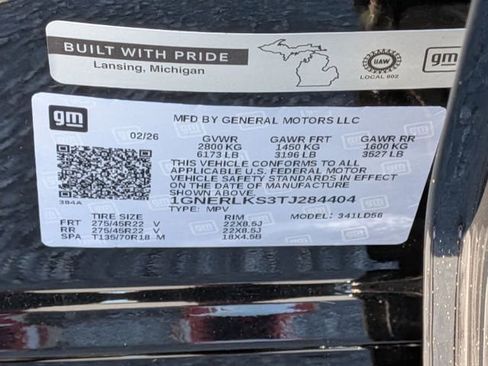 BUILT WITH PRIDE
Lansing, Michigan
UAW
LOCAL 602
gm
gm
MFD BY GENERAL MOTORS LLC
02/26
GVWR GAWR FRT GAWR RR
2800 KG 1450 KG 1600 KG
6173 LB 3196 LB 3527 LB
THIS VEHICLE CONFORMS TO ALL
APPLICABLE U.S. FEDERAL MOTOR
VEHICLE SAFETY STANDARDS IN EFFECT
ON THE DATE OF MANUFACTURE
SHOWN ABOVE.
1GNERLKS3TJ284404
384A
TYPE: MPV MODEL: 341LD56
TIRE SIZE RIM
FRT 275/45R22 V 22X8.5J
RR 275/45R22 V 22X8.5J
SPA T135/70R18 M 18X4.5B